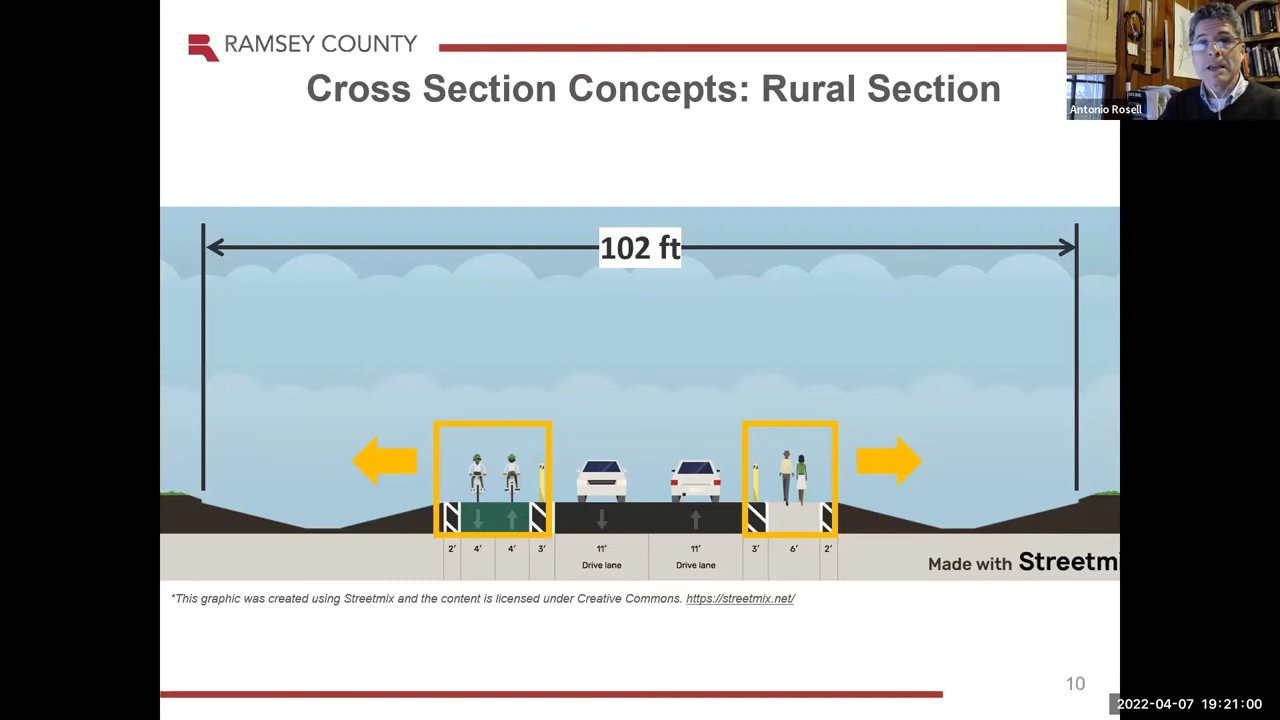 RAMSEY COUNTY
Antonio Rosell
Cross Section Concepts: Rural Section
102 ft
2' 4' 4' 3' 11' 11' 3' 6' 2'
Drive lane Drive lane
Made with Streetmi
*This graphic was created using Streetmix and the content is licensed under Creative Commons. https://streetmix.net/
10
2022-04-07 19:21:00